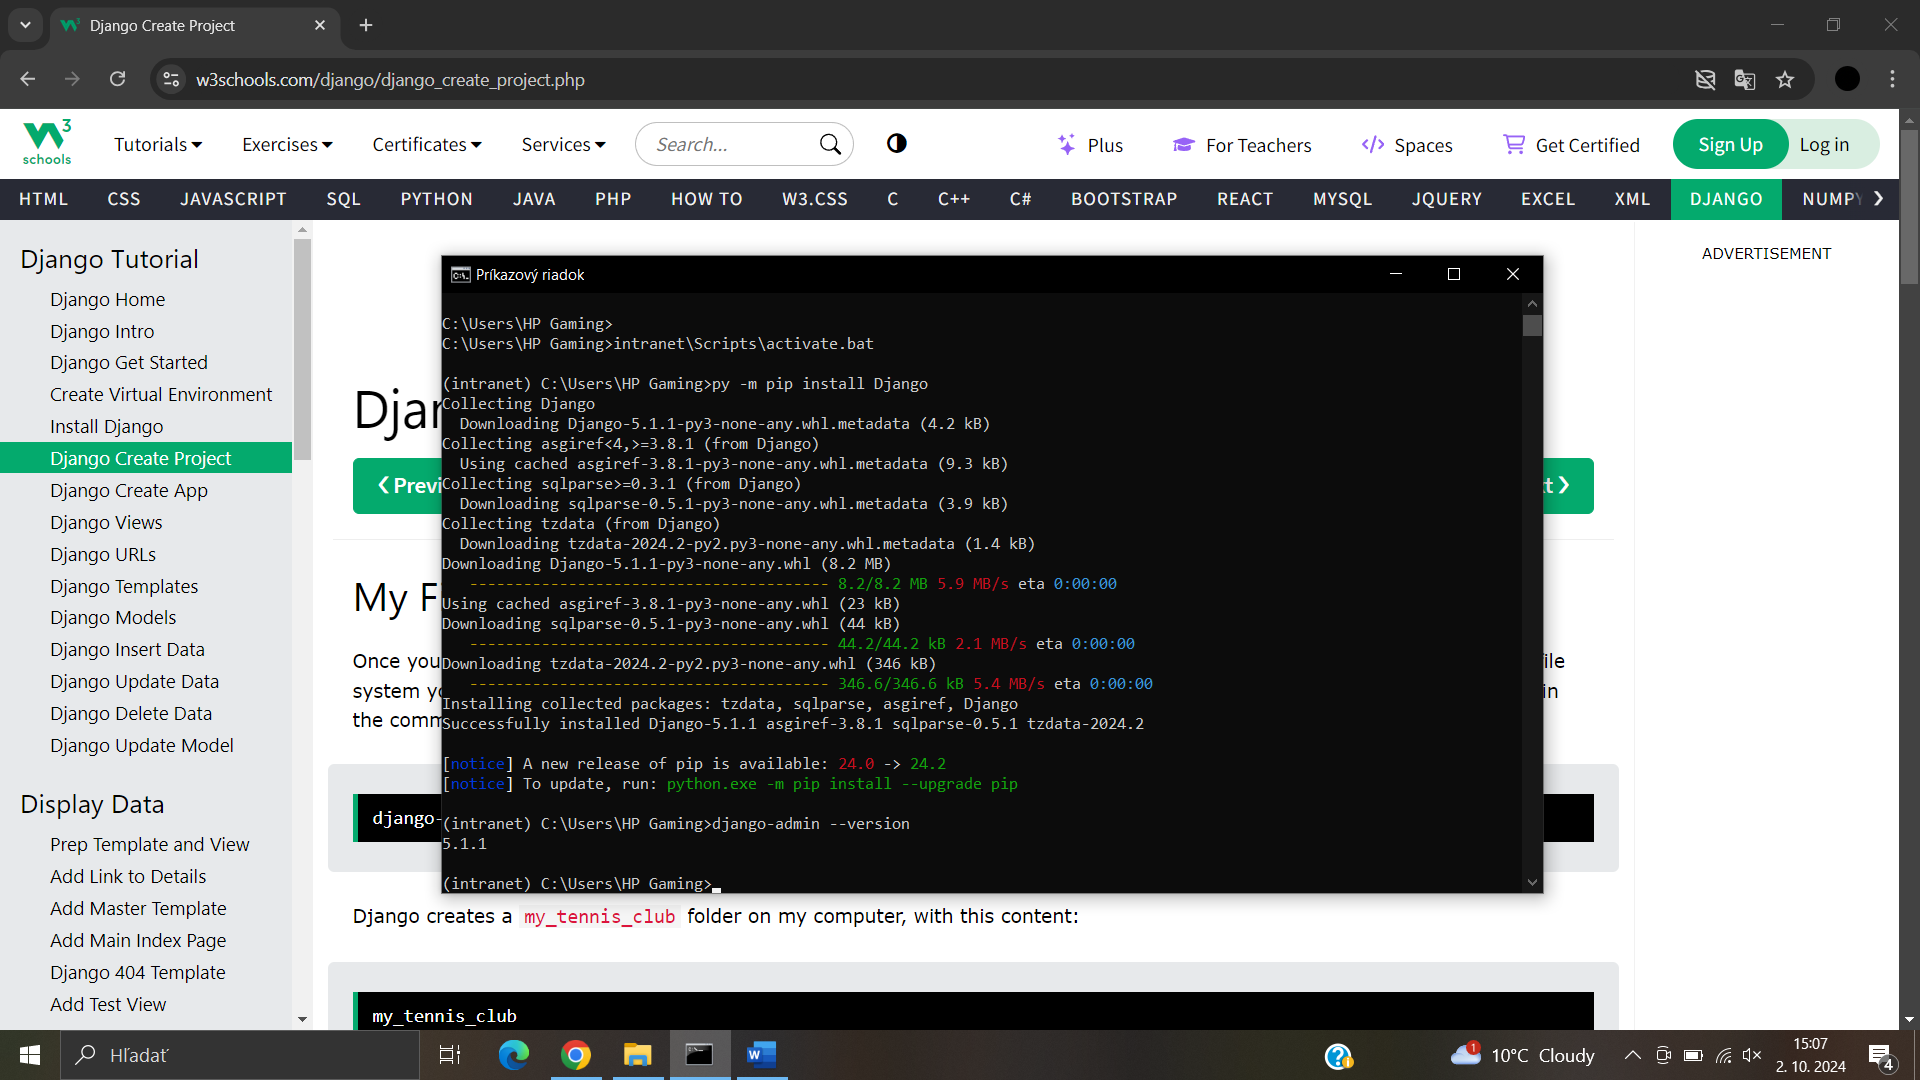 Django Create Project
w3schools.com/django/django_create_project.php
W3 schools
Tutorials Exercises Certificates Services Search... Plus For Teachers Spaces Get Certified Sign Up Log in
HTML CSS JAVASCRIPT SQL PYTHON JAVA PHP HOW TO W3.CSS C C++ C# BOOTSTRAP REACT MYSQL JQUERY EXCEL XML DJANGO NUMPY
Django Tutorial
Django Home
Django Intro
Django Get Started
Create Virtual Environment
Install Django
Django Create Project
Django Create App
Django Views
Django URLs
Django Templates
Django Models
Django Insert Data
Django Update Data
Django Delete Data
Django Update Model
Display Data
Prep Template and View
Add Link to Details
Add Master Template
Add Main Index Page
Django 404 Template
Add Test View
ADVERTISEMENT
Príkazový riadok
C:\Users\HP Gaming>
C:\Users\HP Gaming>intranet\Scripts\activate.bat
(intranet) C:\Users\HP Gaming>py -m pip install Django
Collecting Django
Downloading Django-5.1.1-py3-none-any.whl.metadata (4.2 kB)
Collecting asgiref<4,>=3.8.1 (from Django)
Using cached asgiref-3.8.1-py3-none-any.whl.metadata (9.3 kB)
Collecting sqlparse>=0.3.1 (from Django)
Downloading sqlparse-0.5.1-py3-none-any.whl.metadata (3.9 kB)
Collecting tzdata (from Django)
Downloading tzdata-2024.2-py2.py3-none-any.whl.metadata (1.4 kB)
Downloading Django-5.1.1-py3-none-any.whl (8.2 MB)
---------------------------------------- 8.2/8.2 MB 5.9 MB/s eta 0:00:00
Using cached asgiref-3.8.1-py3-none-any.whl (23 kB)
Downloading sqlparse-0.5.1-py3-none-any.whl (44 kB)
---------------------------------------- 44.2/44.2 kB 2.1 MB/s eta 0:00:00
Downloading tzdata-2024.2-py2.py3-none-any.whl (346 kB)
---------------------------------------- 346.6/346.6 kB 5.4 MB/s eta 0:00:00
Installing collected packages: tzdata, sqlparse, asgiref, Django
Successfully installed Django-5.1.1 asgiref-3.8.1 sqlparse-0.5.1 tzdata-2024.2
[notice] A new release of pip is available: 24.0 -> 24.2
[notice] To update, run: python.exe -m pip install --upgrade pip
(intranet) C:\Users\HP Gaming>django-admin --version
5.1.1
(intranet) C:\Users\HP Gaming>
Djan
❮ Previ
t ❯
My F
Once you
ile
system yo
in
the comm
django-
Django creates a my_tennis_club folder on my computer, with this content:
my_tennis_club
Hľadať
1 10°C Cloudy
15:07
2. 10. 2024
4